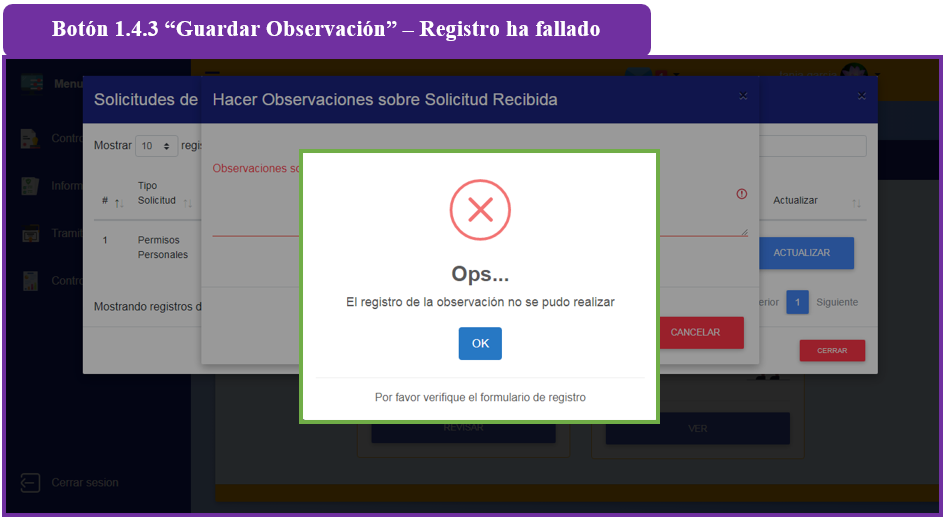 Botón 1.4.3 “Guardar Observación” – Registro ha fallado
Menu
Solicitudes de
Hacer Observaciones sobre Solicitud Recibida
×
×
Contro
Mostrar 10 regis
Observaciones so
Inform
#
Tipo
Solicitud
Actualizar
Tramit
1
Permisos
Personales
ACTUALIZAR
Contro
Ops...
El registro de la observación no se pudo realizar
Mostrando registros d
erior 1 Siguiente
OK
CANCELAR
CERRAR
Por favor verifique el formulario de registro
REVISAR
VER
Cerrar sesion